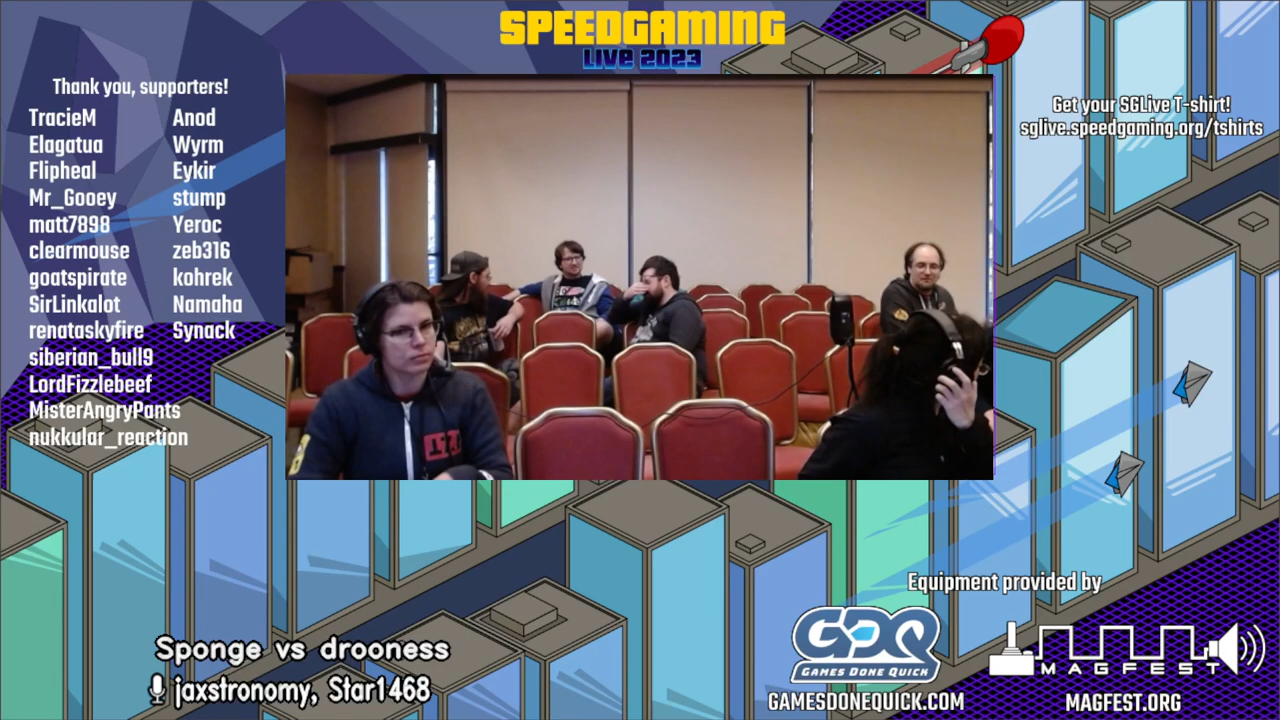 SPEEDGAMING
LIVE 2023
Thank you, supporters!
TracieM
Elagatua
Flipheal
Mr_Gooey
matt7898
clearmouse
goatspirate
SirLinkalot
renataskyfire
siberian_bull9
LordFizzlebeef
MisterAngryPants
nukkular_reaction
Anod
Wyrm
Eykir
stump
Yeroc
zeb316
kohrek
Namaha
Synack
Get your SGLive T-shirt!
sglive.speedgaming.org/tshirts
Sponge vs drooness
jaxstronomy, Star1468
Equipment provided by
GDQ
GAMES DONE QUICK
GAMESDONEQUICK.COM
MAGFEST
MAGFEST.ORG